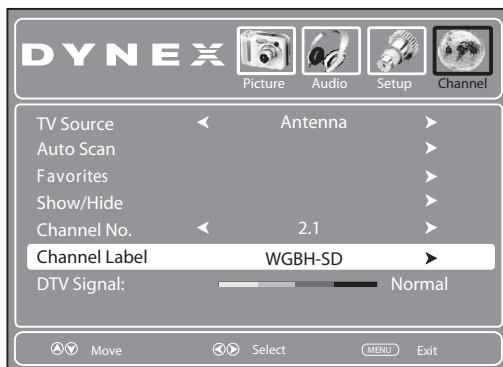 DYNEX
Picture Audio Setup Channel
TV Source Antenna
Auto Scan
Favorites
Show/Hide
Channel No. 2.1
Channel Label WGBH-SD
DTV Signal: Normal
Move Select MENU Exit